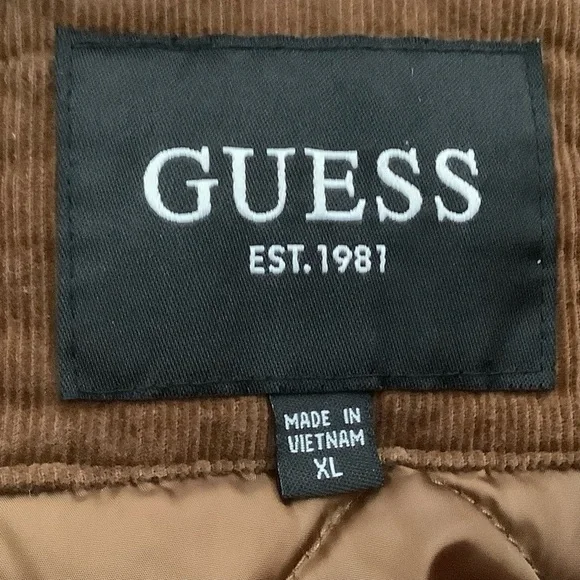 GUESS
EST. 1981
MADE IN
VIETNAM
XL